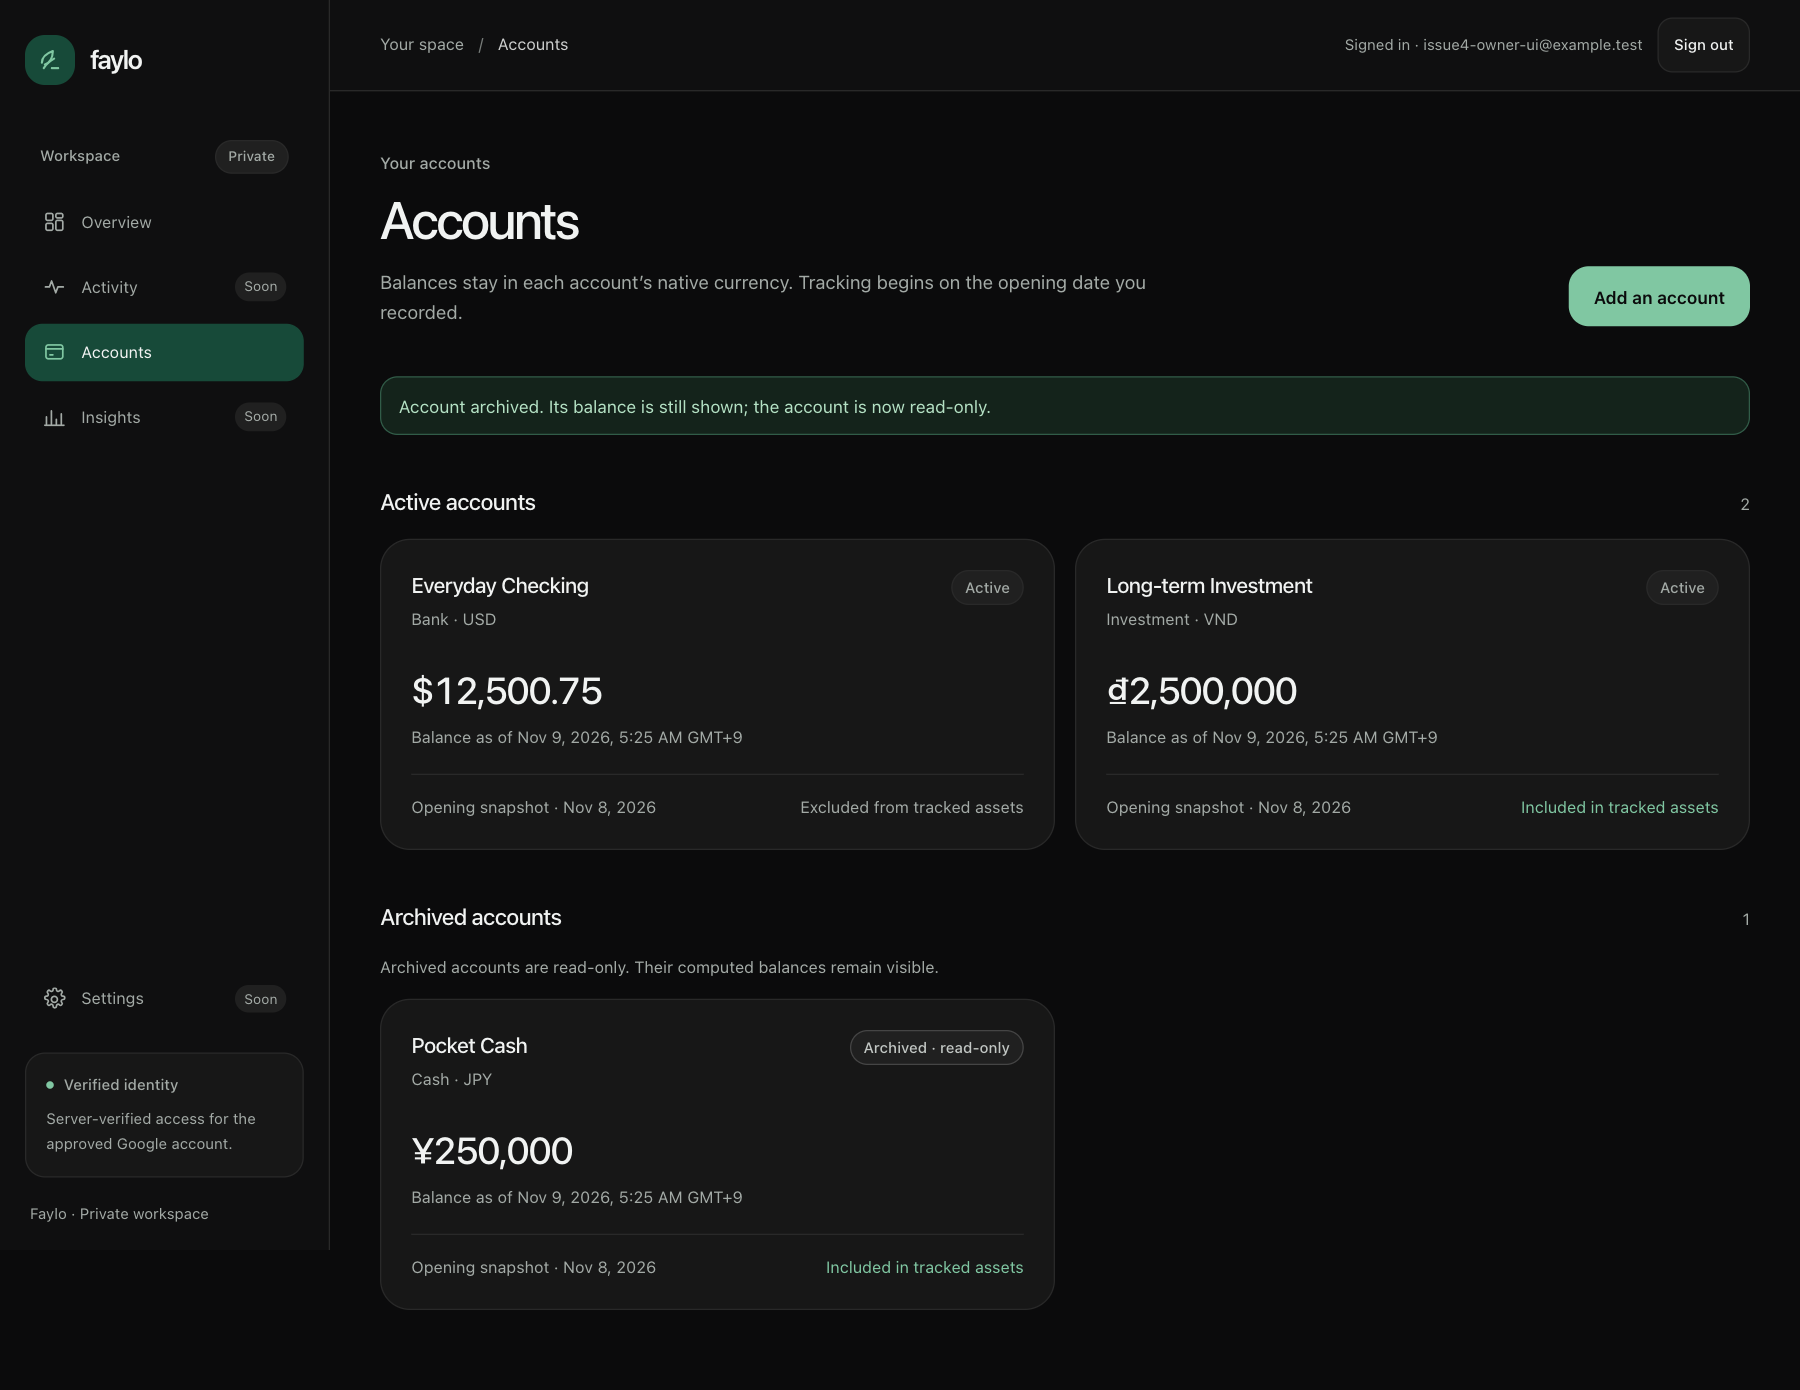 faylo
Workspace
Private
Overview
Activity
Soon
Accounts
Insights
Soon
Settings
Soon
Verified identity
Server-verified access for the
approved Google account.
Faylo · Private workspace
Your space / Accounts
Signed in · issue4-owner-ui@example.test
Sign out
Your accounts
Accounts
Balances stay in each account’s native currency. Tracking begins on the opening date you
recorded.
Add an account
Account archived. Its balance is still shown; the account is now read-only.
Active accounts
2
Everyday Checking
Active
Bank · USD
$12,500.75
Balance as of Nov 9, 2026, 5:25 AM GMT+9
Opening snapshot · Nov 8, 2026
Excluded from tracked assets
Long-term Investment
Active
Investment · VND
₫2,500,000
Balance as of Nov 9, 2026, 5:25 AM GMT+9
Opening snapshot · Nov 8, 2026
Included in tracked assets
Archived accounts
1
Archived accounts are read-only. Their computed balances remain visible.
Pocket Cash
Archived · read-only
Cash · JPY
¥250,000
Balance as of Nov 9, 2026, 5:25 AM GMT+9
Opening snapshot · Nov 8, 2026
Included in tracked assets